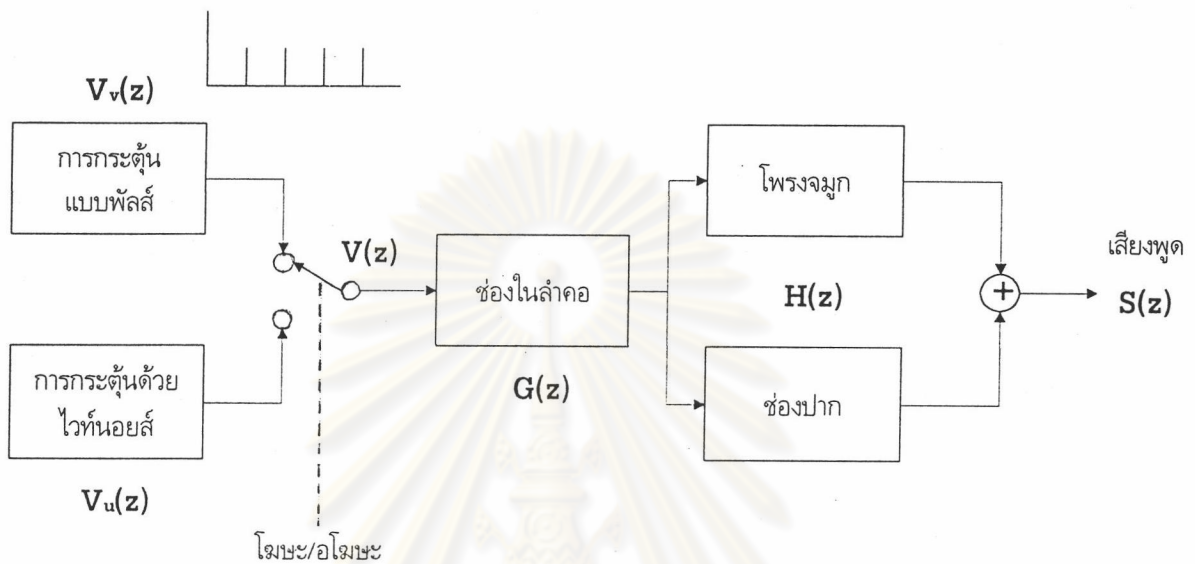 Vv(z)
การกระตุ้น
แบบพัลส์
โพรงจมูก
เสียงพูด
V(z)
ช่องในลำคอ
H(z)
+
S(z)
การกระตุ้นด้วย
ไวท์นอยส์
G(z)
ช่องปาก
Vu(z)
โฆษะ/อโฆษะ